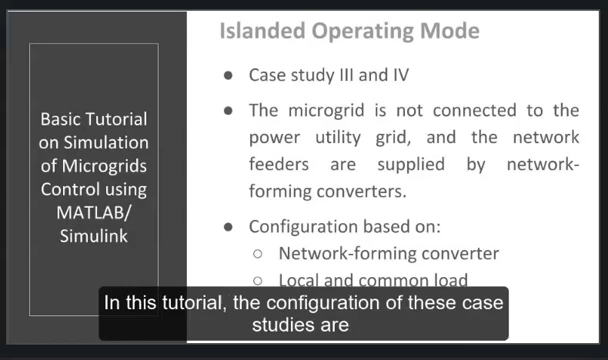 Islanded Operating Mode
Basic Tutorial
on Simulation
of Microgrids
Control using
MATLAB/
Simulink
● Case study III and IV
● The microgrid is not connected to the
power utility grid, and the network
feeders are supplied by network-
forming converters.
● Configuration based on:
○ Network-forming converter
○ Local and common load
In this tutorial, the configuration of these case
studies are